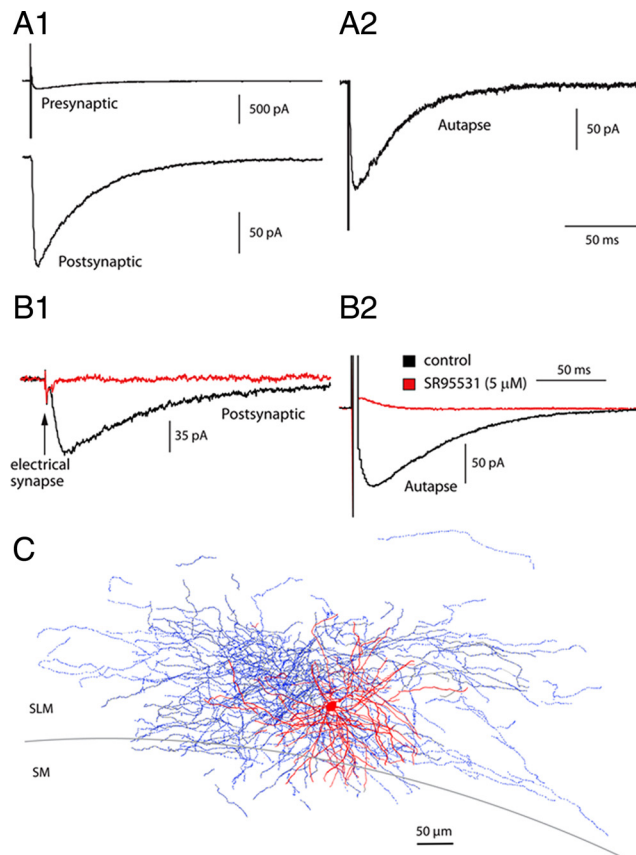 A1
Presynaptic
500 pA
50 pA
Postsynaptic
A2
Autapse
50 pA
50 ms
B1
Postsynaptic
35 pA
electrical
synapse
B2
control
50 ms
SR95531 (5 μM)
50 pA
Autapse
C
SLM
SM
50 μm